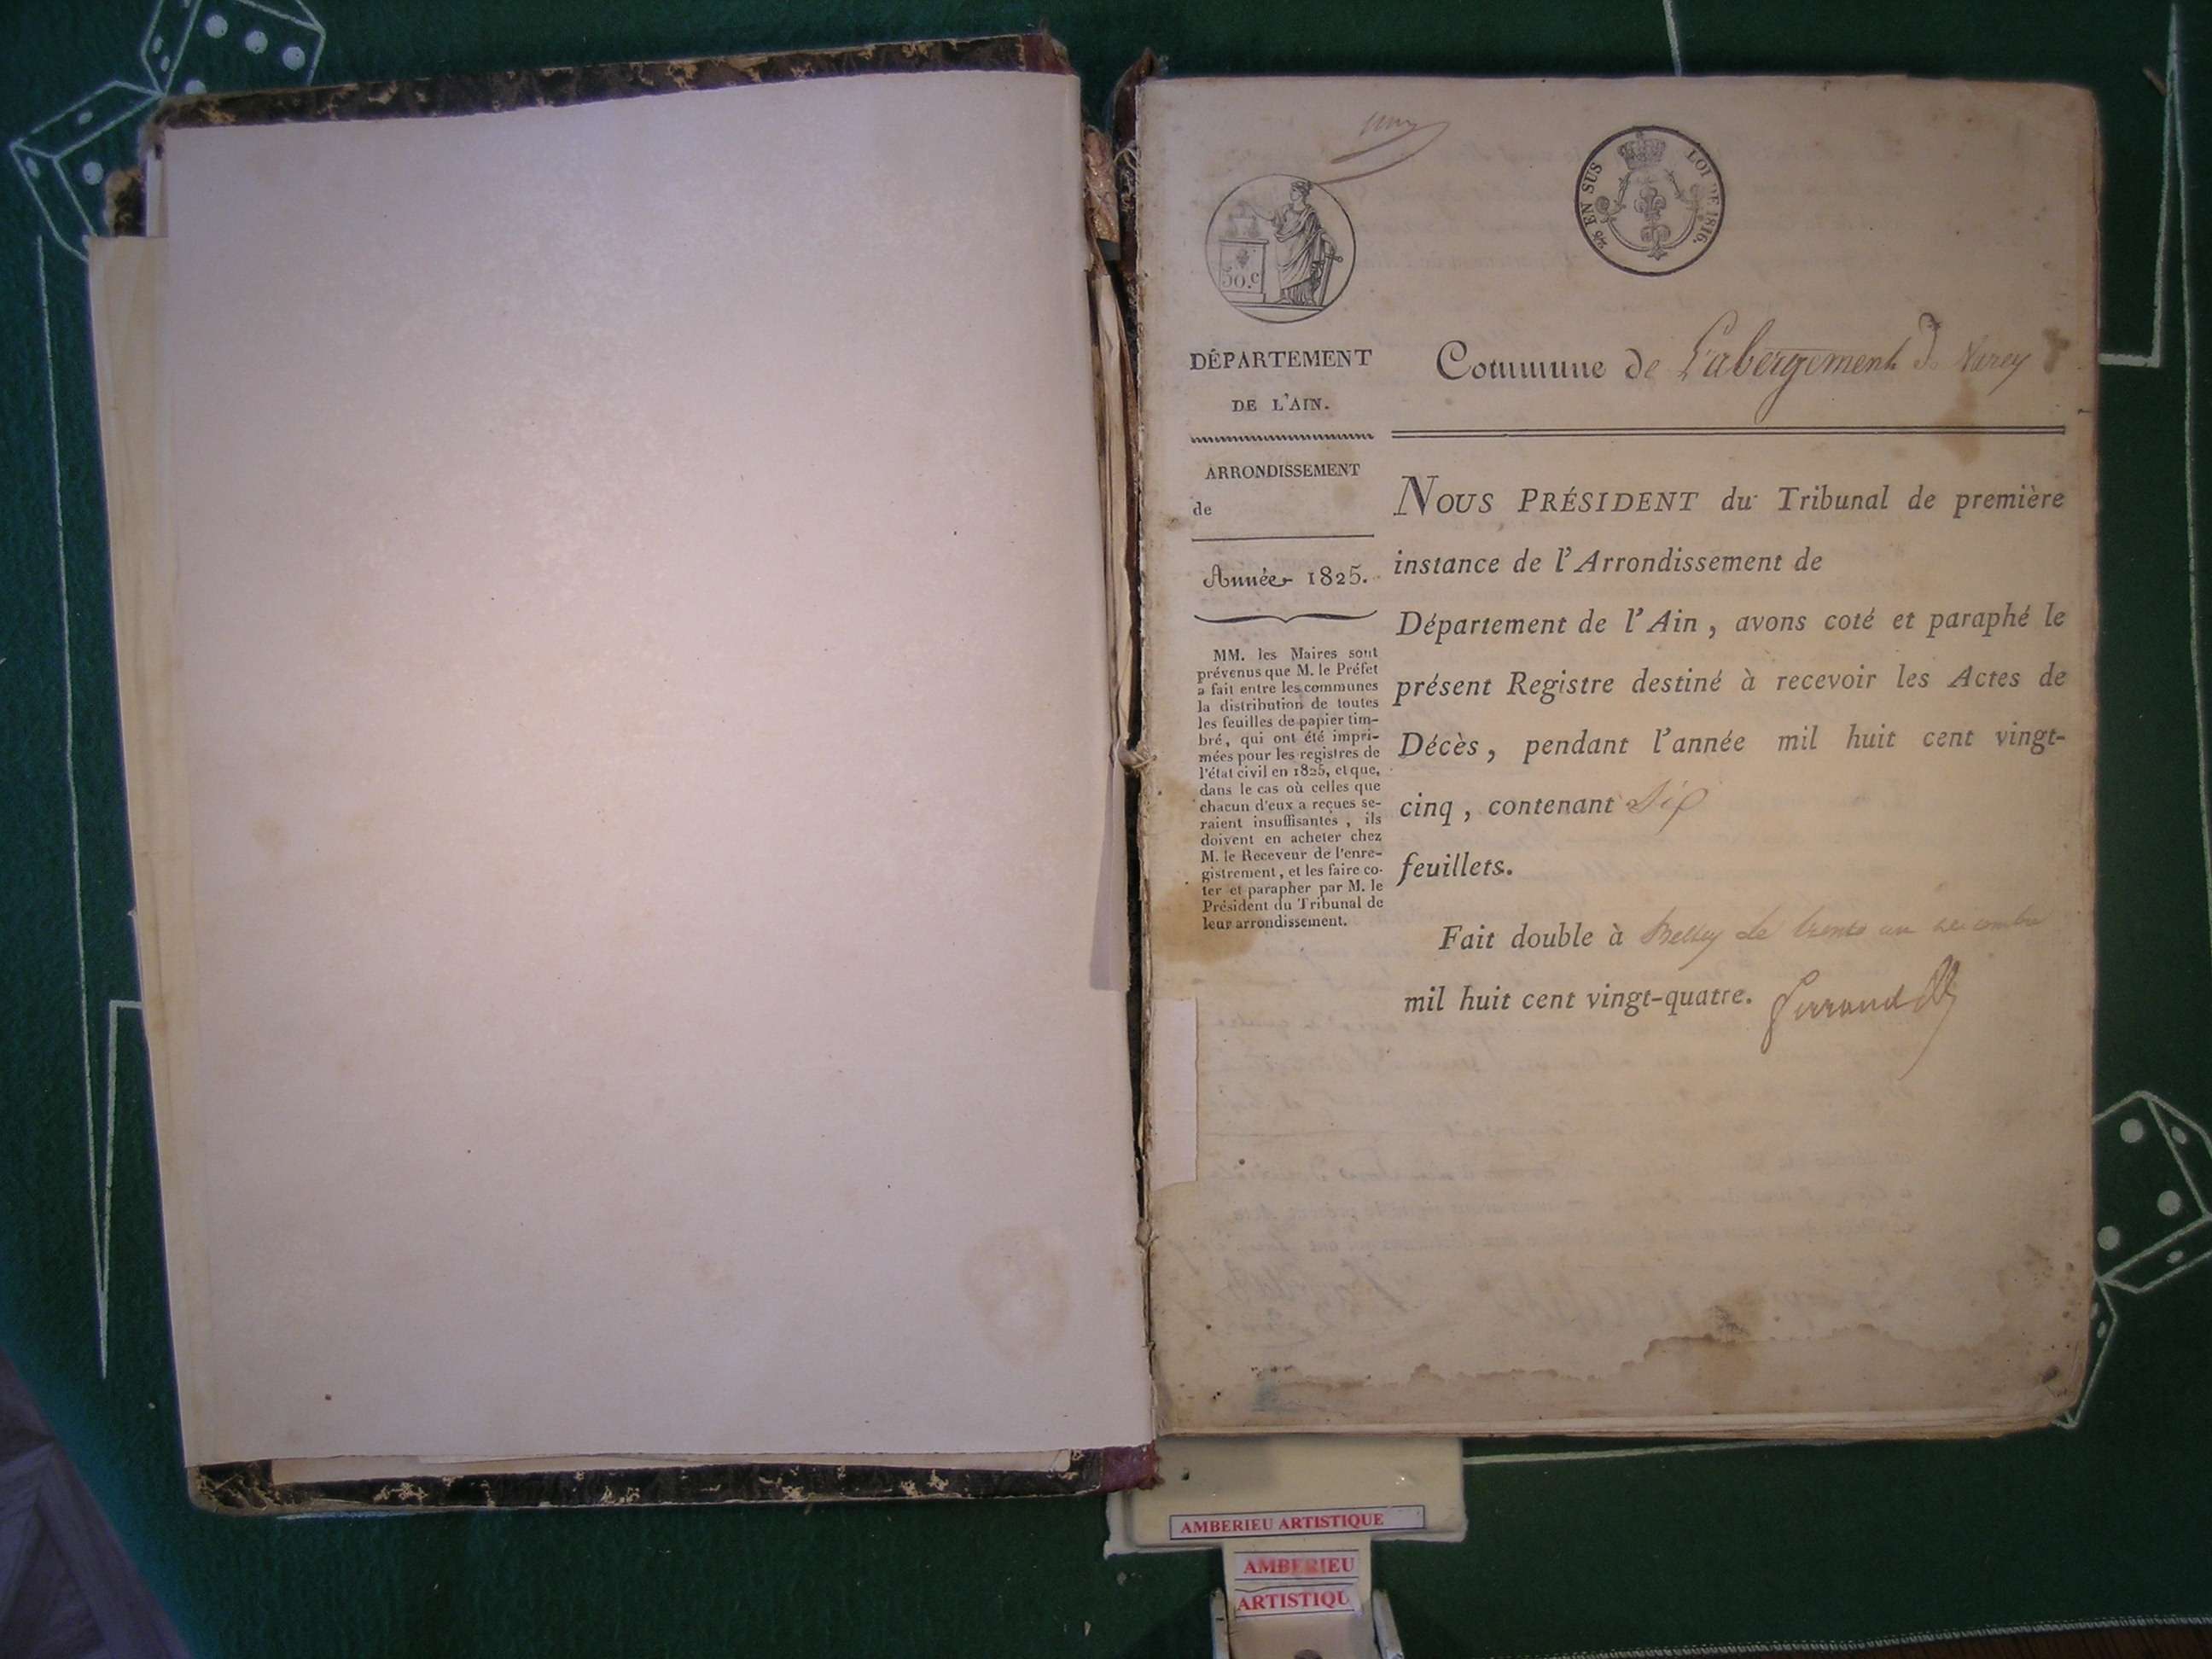 50.c
¼ EN SUS LOI DE 1816.
DÉPARTEMENT
DE L'AIN.
ARRONDISSEMENT
de
Année 1825.
MM. les Maires sont
prévenus que M. le Préfet
a fait entre les communes
la distribution de toutes
les feuilles de papier tim-
bré, qui ont été impri-
mées pour les registres de
l'état civil en 1825, et que,
dans le cas où celles que
chacun d'eux a reçues se-
raient insuffisantes, ils
doivent en acheter chez
M. le Receveur de l'enre-
gistrement, et les faire co-
ter et parapher par M. le
Président du Tribunal de
leur arrondissement.
Commune de L'abergement de Varey
NOUS PRÉSIDENT du Tribunal de première
instance de l'Arrondissement de
Département de l'Ain, avons coté et paraphé le
présent Registre destiné à recevoir les Actes de
Décès, pendant l'année mil huit cent vingt-
cinq, contenant Six
feuillets.
Fait double à Belley le trente un decembre
mil huit cent vingt-quatre.
AMBERIEU ARTISTIQUE
AMBERIEU
ARTISTIQU